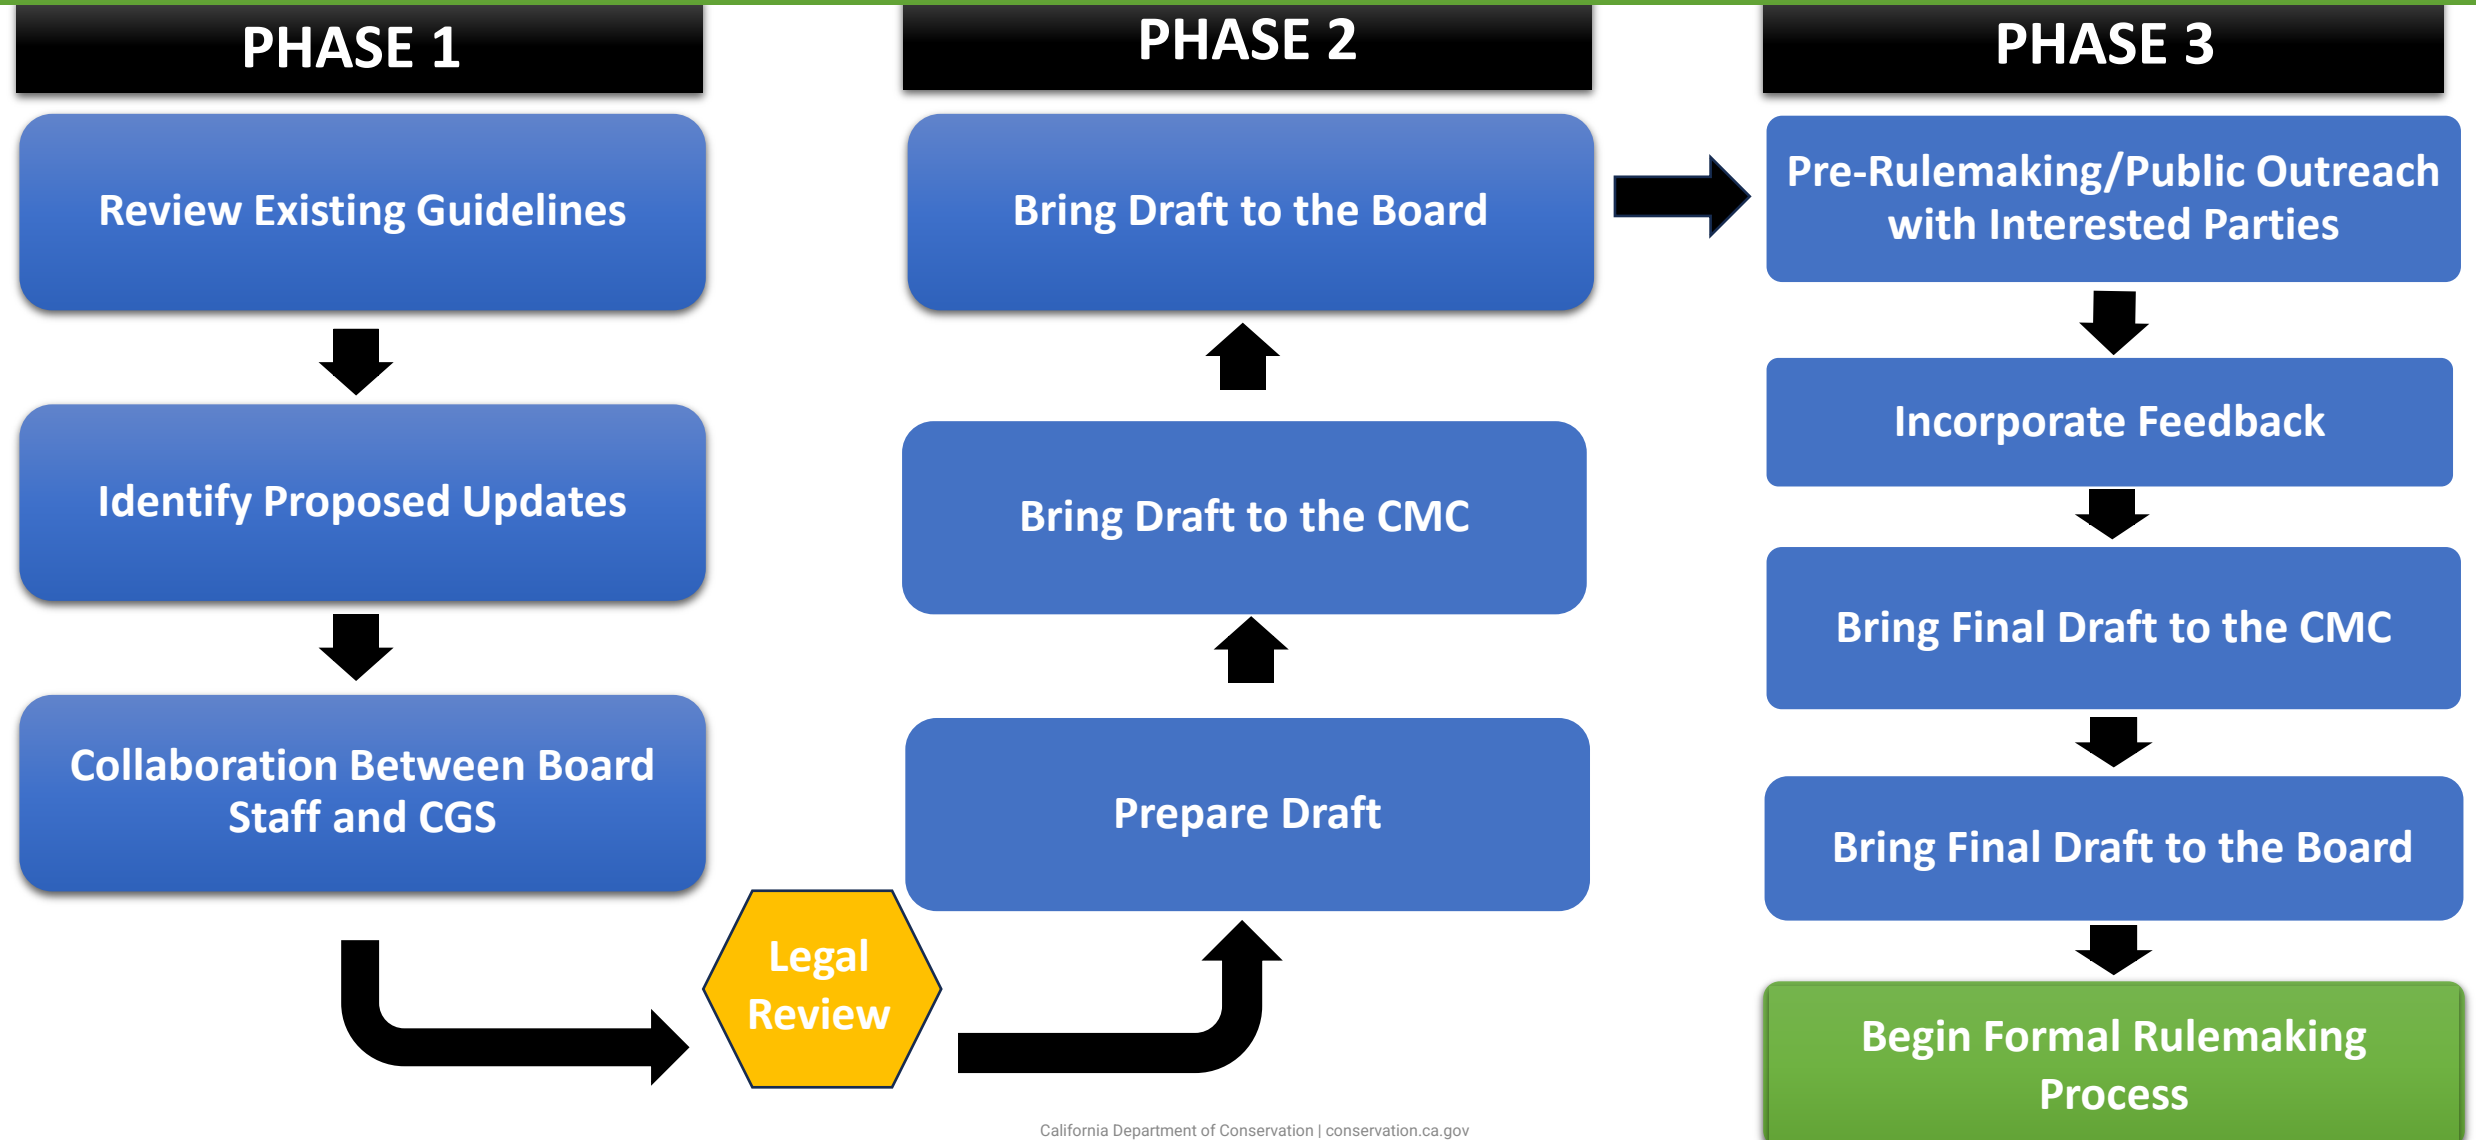 PHASE 1
Review Existing Guidelines
Identify Proposed Updates
Collaboration Between Board
Staff and CGS
Legal
Review
PHASE 2
Bring Draft to the Board
Bring Draft to the CMC
Prepare Draft
PHASE 3
Pre-Rulemaking/Public Outreach
with Interested Parties
Incorporate Feedback
Bring Final Draft to the CMC
Bring Final Draft to the Board
Begin Formal Rulemaking
Process
California Department of Conservation | conservation.ca.gov